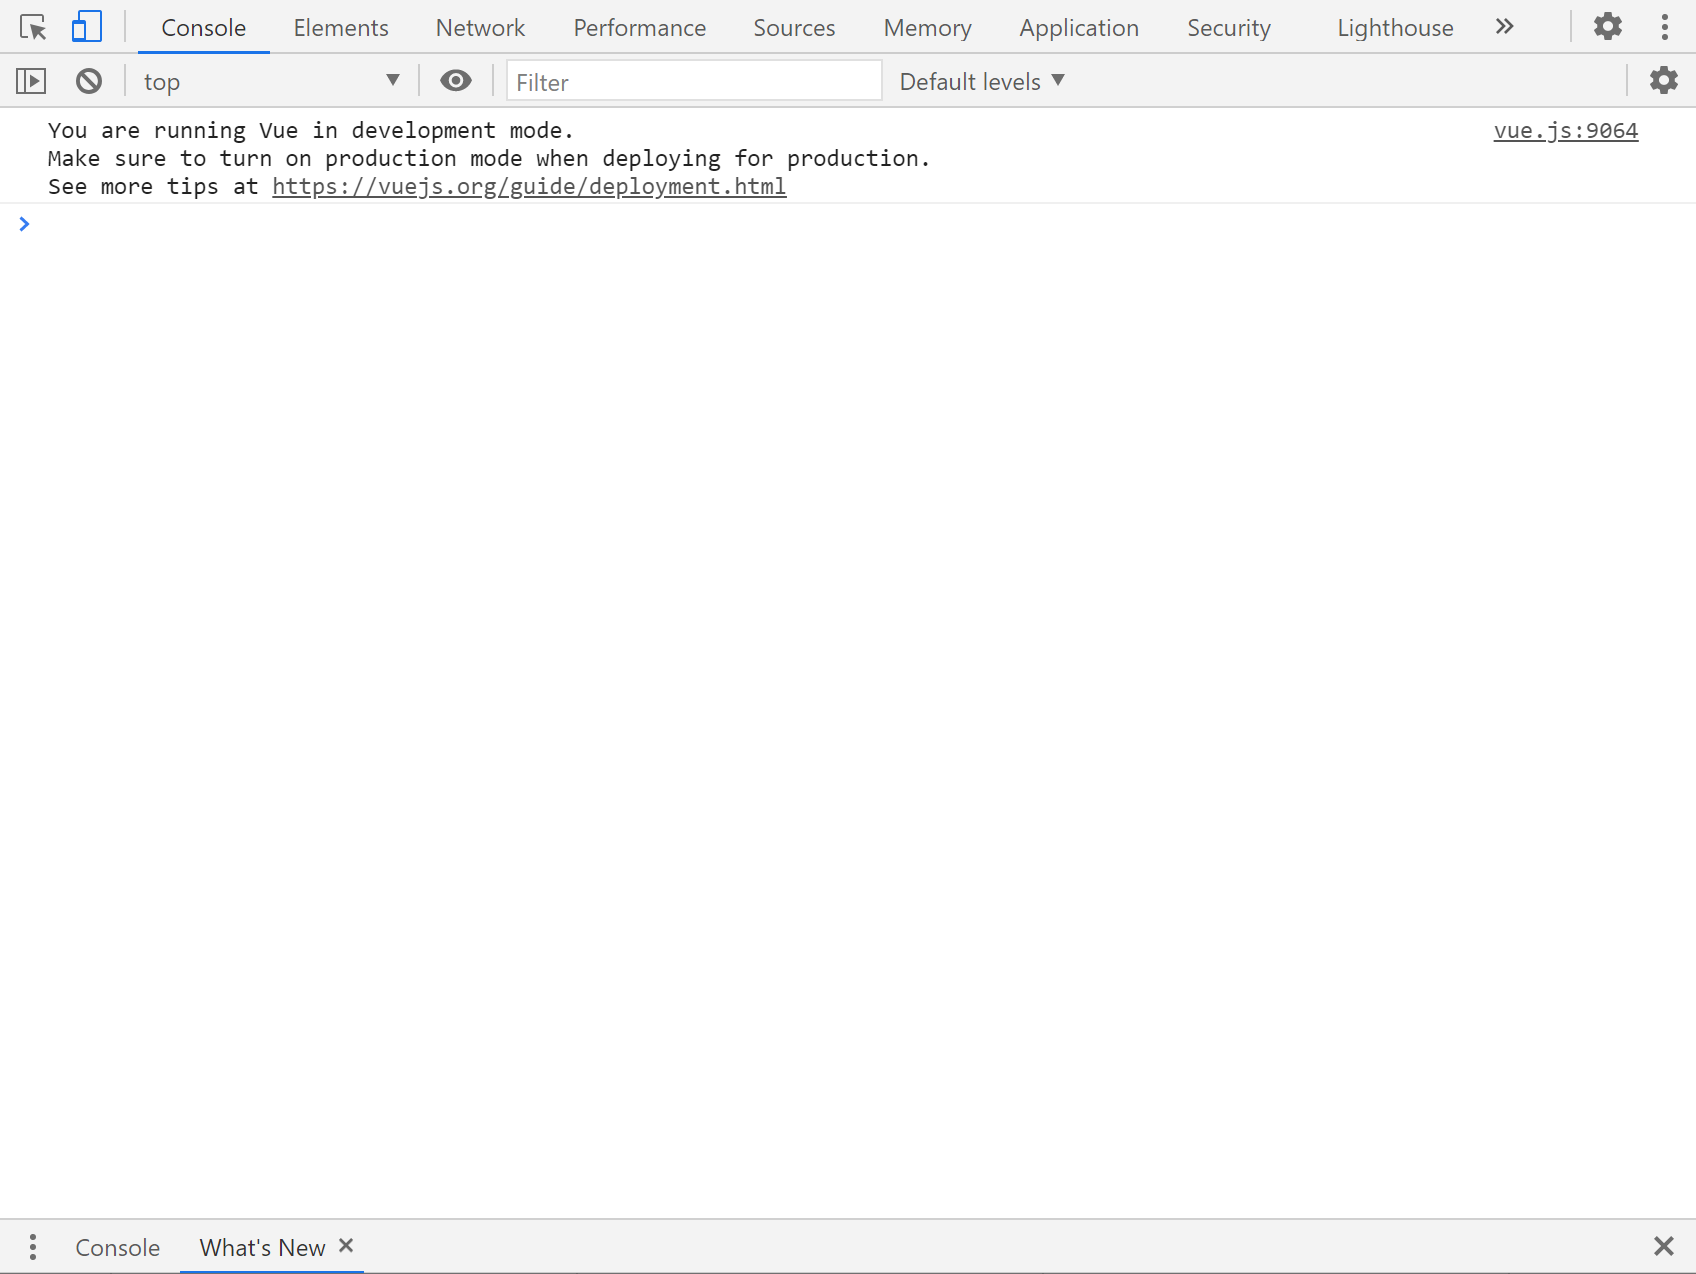 Console Elements Network Performance Sources Memory Application Security Lighthouse
top Filter Default levels
You are running Vue in development mode. vue.js:9064
Make sure to turn on production mode when deploying for production.
See more tips at https://vuejs.org/guide/deployment.html
Console What's New